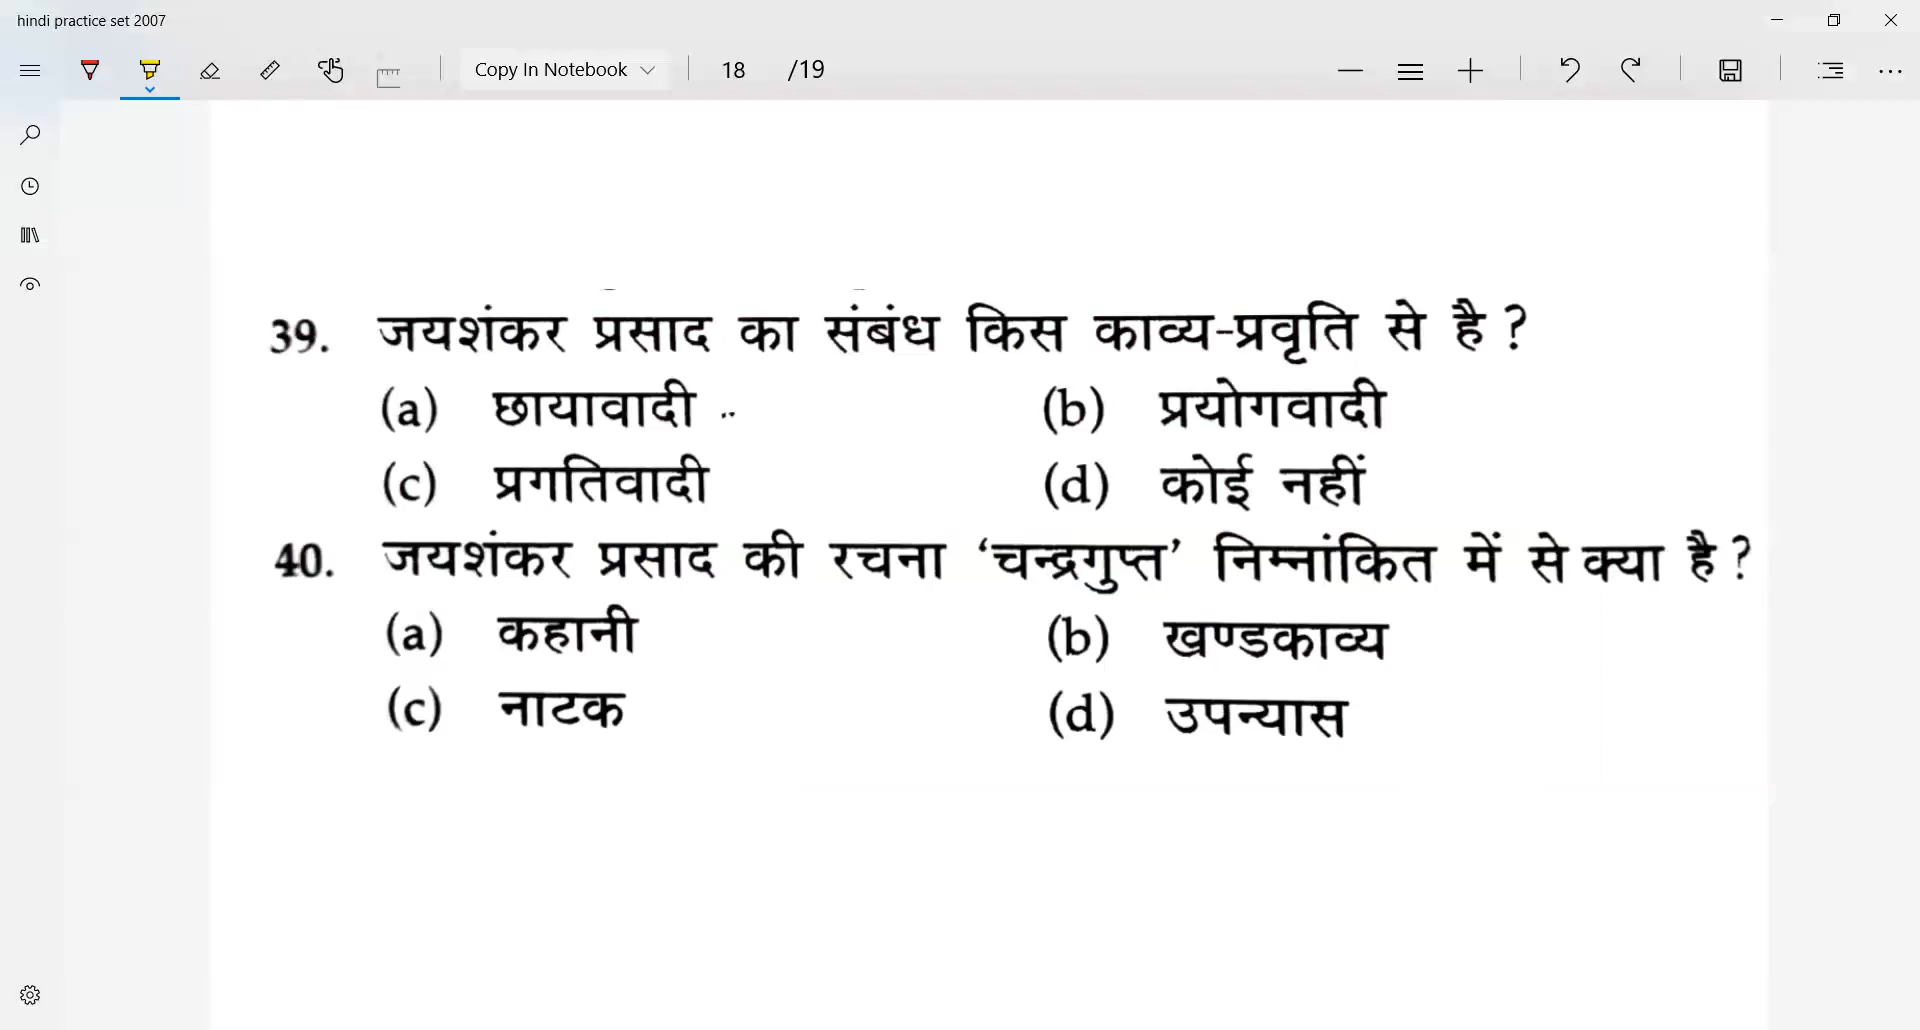 hindi practice set 2007
Copy In Notebook 18 /19
39. जयशंकर प्रसाद का संबंध किस काव्य-प्रवृति से है ?
(a) छायावादी (b) प्रयोगवादी
(c) प्रगतिवादी (d) कोई नहीं
40. जयशंकर प्रसाद की रचना ‘चन्द्रगुप्त’ निम्नांकित में से क्या है ?
(a) कहानी (b) खण्डकाव्य
(c) नाटक (d) उपन्यास